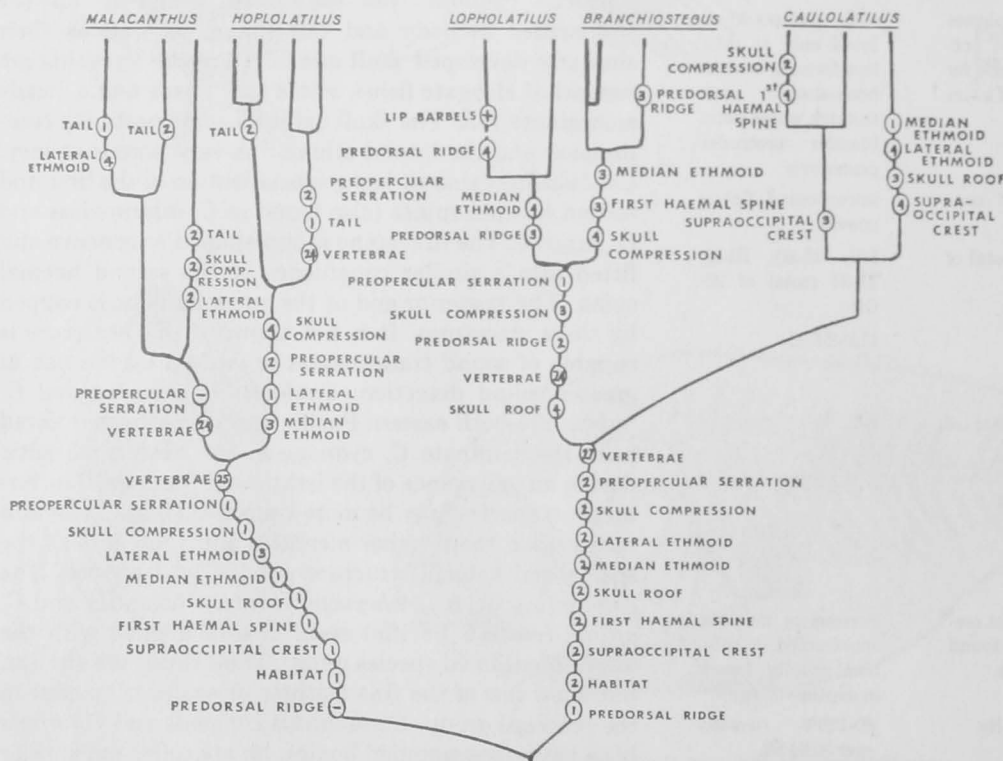 MALACANTHUS HOPLOLATILUS LOPHOLATILUS BRANCHIOSTEGUS CAULOLATILUS
SKULL
COMPRESSION 2
PREDORSAL 1ST 4
RIDGE HAEMAL
SPINE
3
LIP BARBELS +
PREDORSAL RIDGE 4
1 MEDIAN
ETHMOID
4 LATERAL
ETHMOID
3 SKULL ROOF
4 SUPRA-
OCCIPITAL
CREST
TAIL 1
TAIL 2
TAIL 2
LATERAL
ETHMOID 4
PREOPERCULAR
2 SERRATION
1 TAIL
24 VERTEBRAE
3 MEDIAN ETHMOID
3 FIRST HAEMAL SPINE
4 SKULL
COMPRESSION
MEDIAN
ETHMOID 4
PREDORSAL RIDGE 3
SUPRAOCCIPITAL 3
CREST
2 TAIL
2 SKULL
COMP-
RESSION
2 LATERAL
ETHMOID
PREOPERCULAR SERRATION 1
SKULL COMPRESSION 3
PREDORSAL RIDGE 2
VERTEBRAE 26
SKULL ROOF 4
4 SKULL
COMPRESSION
2 PREOPERCULAR
SERRATION
LATERAL
ETHMOID
3 MEDIAN
ETHMOID
PREOPERCULAR –
SERRATION
VERTEBRAE 24
VERTEBRAE 25
PREOPERCULAR SERRATION 1
SKULL COMPRESSION 1
LATERAL ETHMOID 3
MEDIAN ETHMOID 1
SKULL ROOF 1
FIRST HAEMAL SPINE 1
SUPRAOCCIPITAL CREST 1
HABITAT 1
PREDORSAL RIDGE –
27 VERTEBRAE
2 PREOPERCULAR SERRATION
2 SKULL COMPRESSION
2 LATERAL ETHMOID
2 MEDIAN ETHMOID
2 SKULL ROOF
2 FIRST HAEMAL SPINE
2 SUPRAOCCIPITAL CREST
2 HABITAT
1 PREDORSAL RIDGE